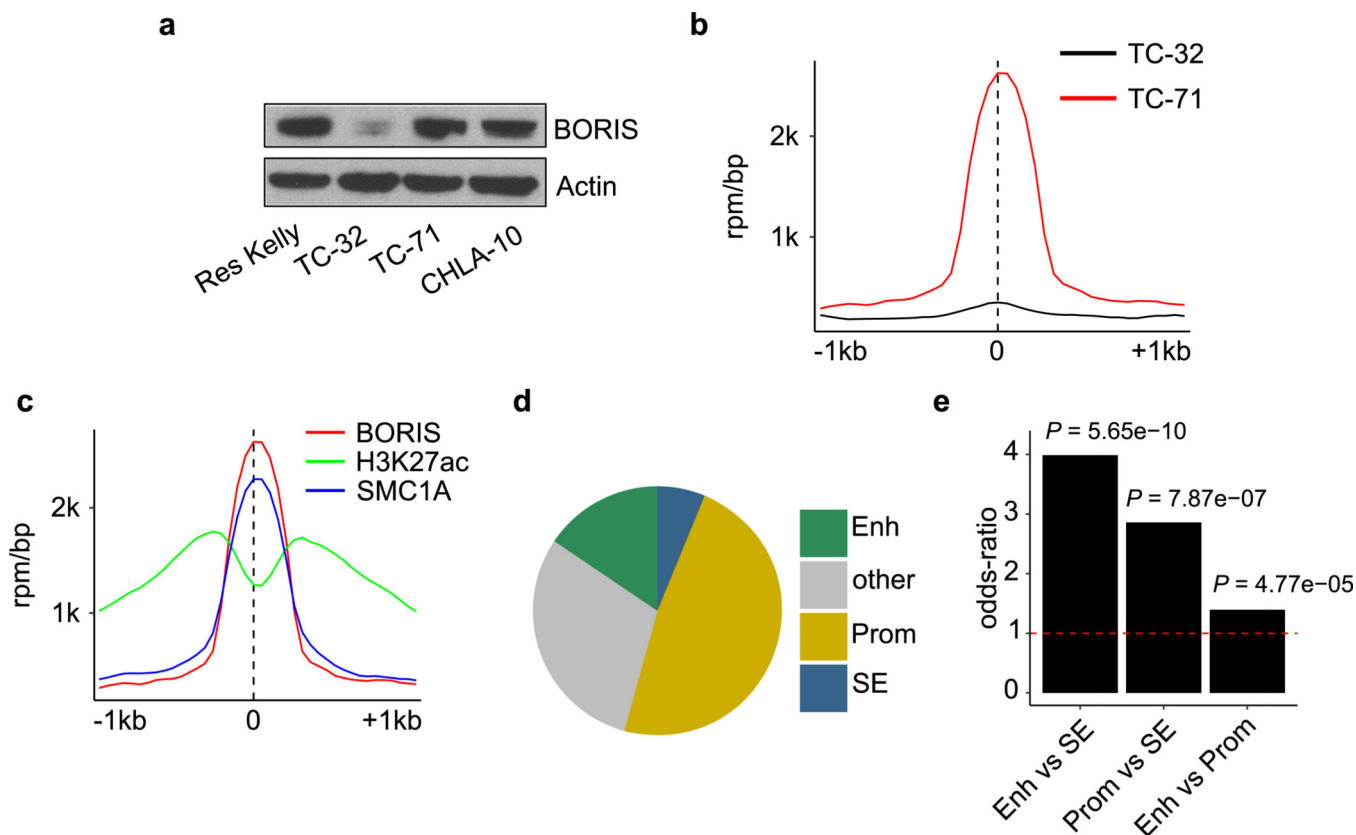 a
BORIS
Actin
Res Kelly
TC-32
TC-71
CHLA-10
b
TC-32
TC-71
rpm/bp
2k
1k
-1kb
0
+1kb
c
BORIS
H3K27ac
SMC1A
rpm/bp
2k
1k
-1kb
0
+1kb
d
Enh
other
Prom
SE
e
P = 5.65e−10
P = 7.87e−07
P = 4.77e−05
odds-ratio
4
3
2
1
0
Enh vs SE
Prom vs SE
Enh vs Prom